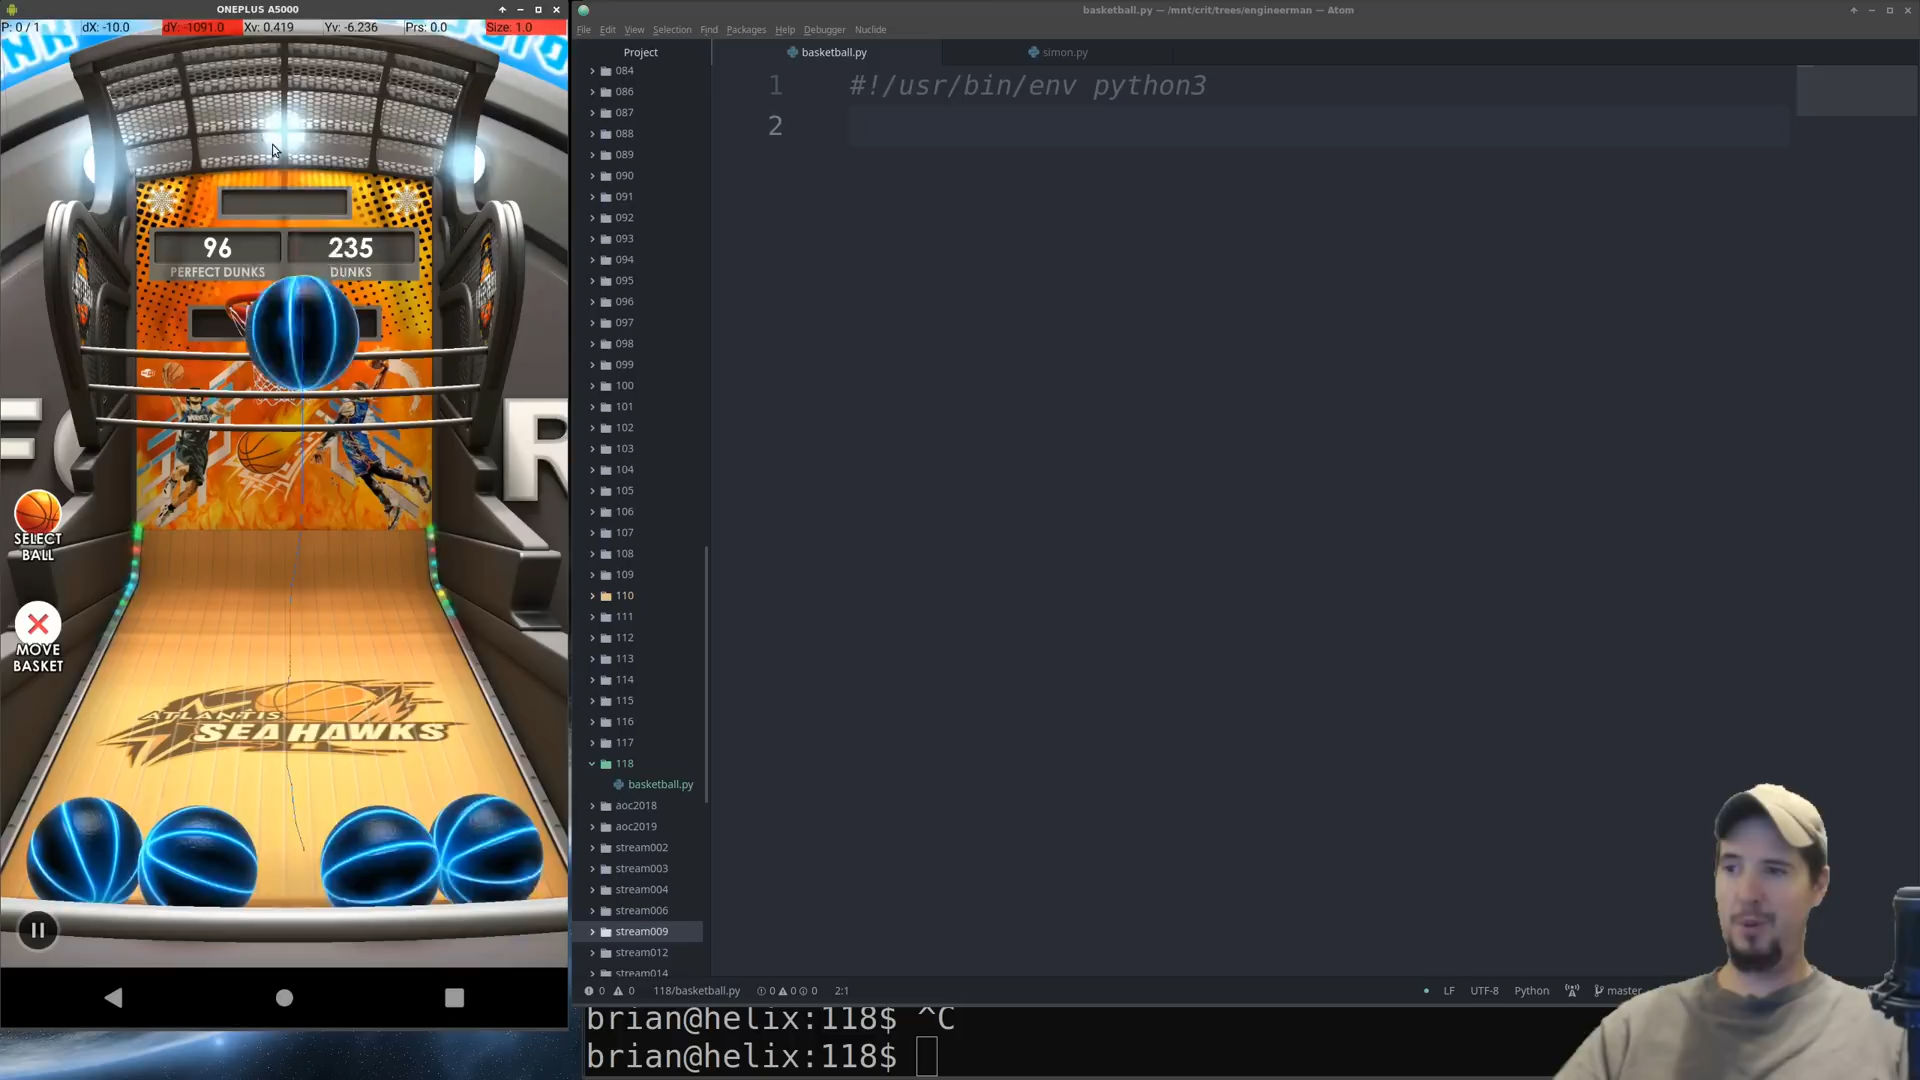 ONEPLUS A5000
P: 0 / 1 dX: -10.0 dY: -1091.0 Xv: 0.419 Yv: -6.236 Prs: 0.0 Size: 1.0
96 235
PERFECT DUNKS DUNKS
R
SELECT
BALL
MOVE
BASKET
ATLANTIS
SEAHAWKS
basketball.py — /mnt/crit/trees/engineerman — Atom
File Edit View Selection Find Packages Help Debugger Nuclide
Project
basketball.py
simon.py
084
086
087
088
089
090
091
092
093
094
095
096
097
098
099
100
101
102
103
104
105
106
107
108
109
110
111
112
113
114
115
116
117
118
basketball.py
aoc2018
aoc2019
stream002
stream003
stream004
stream006
stream009
stream012
stream014
1 #!/usr/bin/env python3
2
0 0 118/basketball.py 0 0 0 2:1 LF UTF-8 Python master
brian@helix:118$ ^C
brian@helix:118$